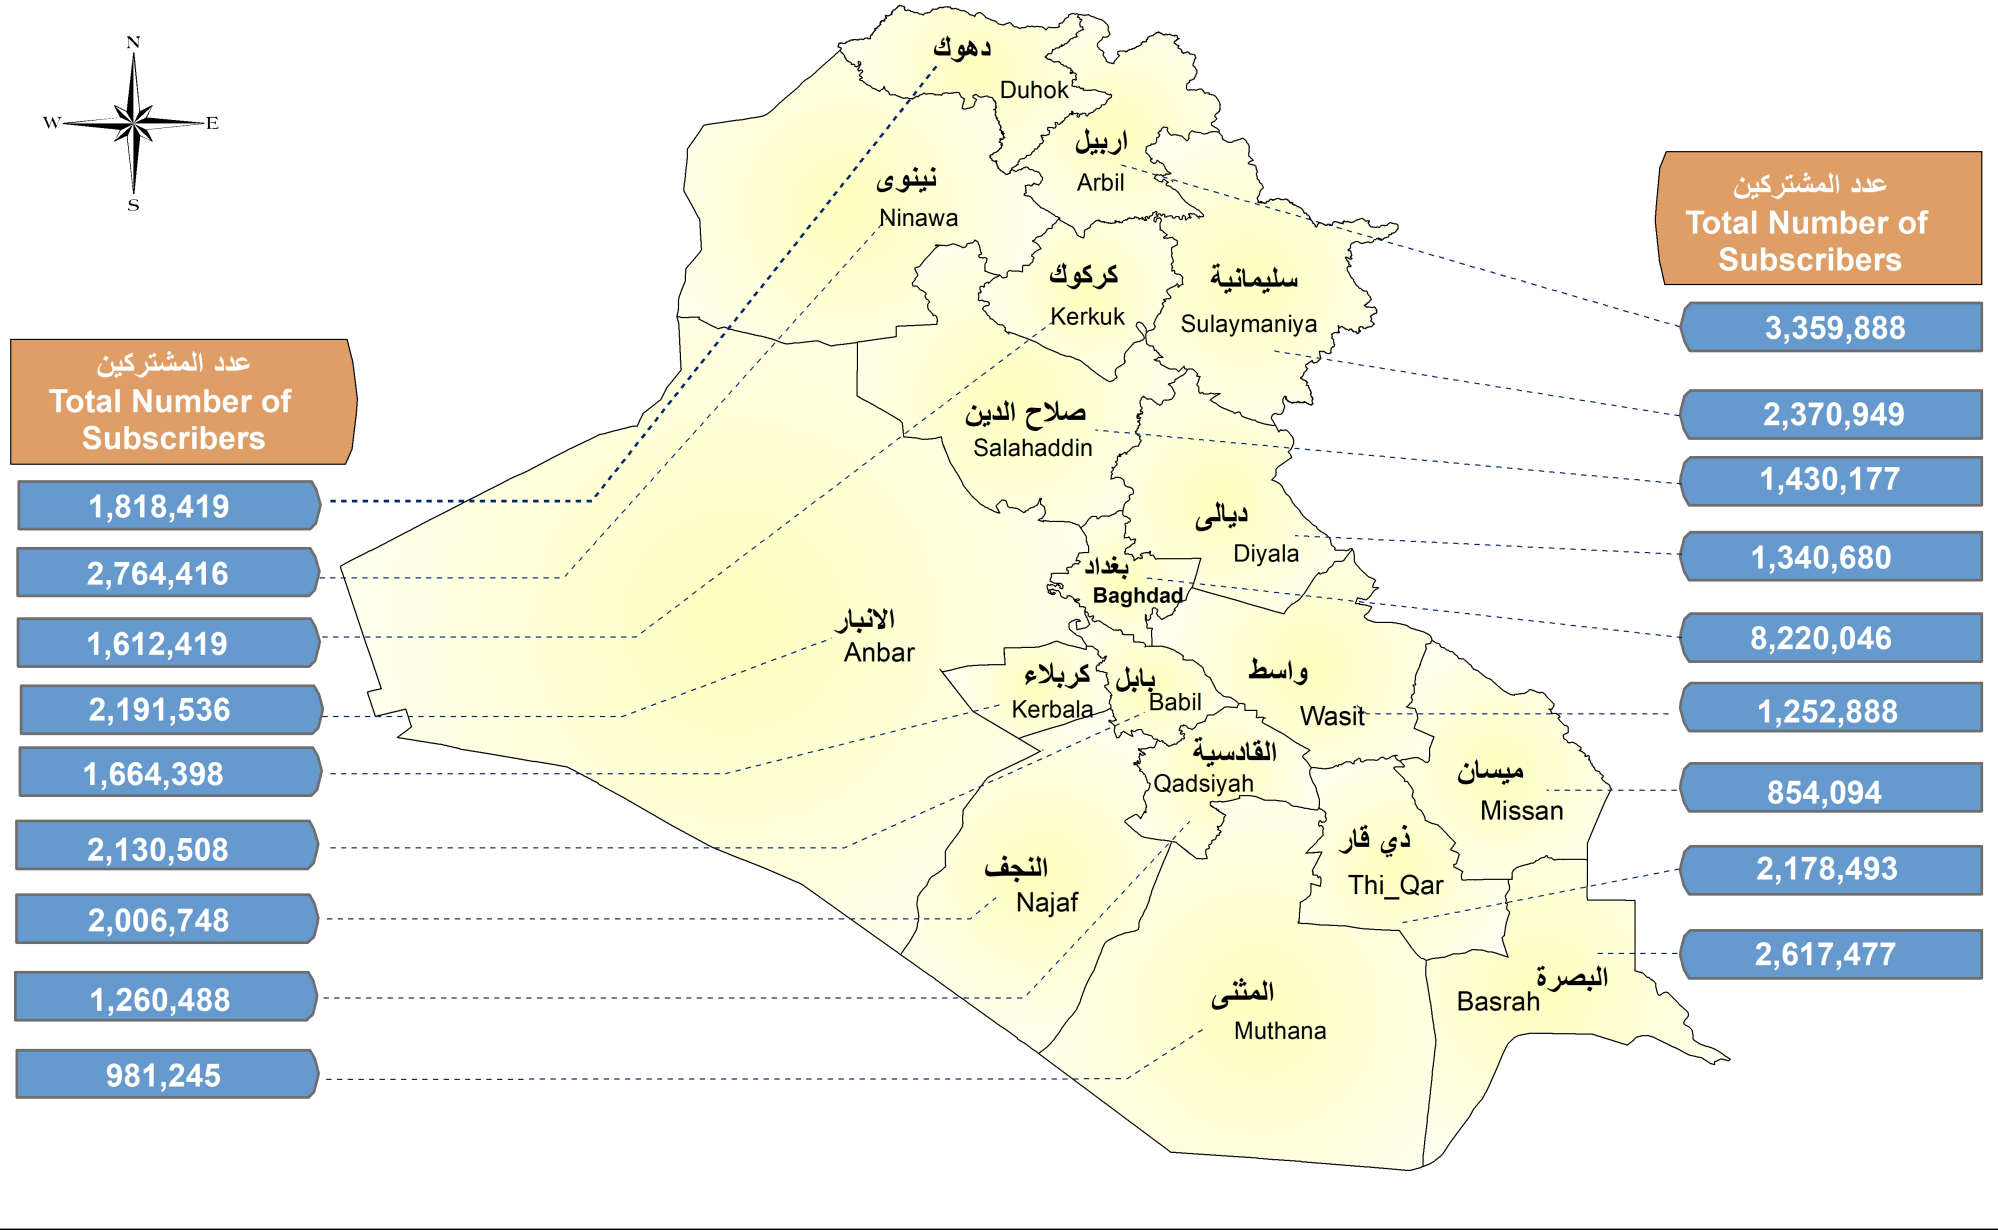 N
W
E
S
دهوك
Duhok
اربيل
Arbil
نينوى
Ninawa
كركوك
Kerkuk
سليمانية
Sulaymaniya
صلاح الدين
Salahaddin
ديالى
Diyala
بغداد
Baghdad
الانبار
Anbar
كربلاء
Kerbala
بابل
Babil
واسط
Wasit
القادسية
Qadsiyah
ميسان
Missan
ذي قار
Thi_Qar
النجف
Najaf
المثنى
Muthana
البصرة
Basrah
عدد المشتركين
Total Number of
Subscribers
1,818,419
2,764,416
1,612,419
2,191,536
1,664,398
2,130,508
2,006,748
1,260,488
981,245
عدد المشتركين
Total Number of
Subscribers
3,359,888
2,370,949
1,430,177
1,340,680
8,220,046
1,252,888
854,094
2,178,493
2,617,477